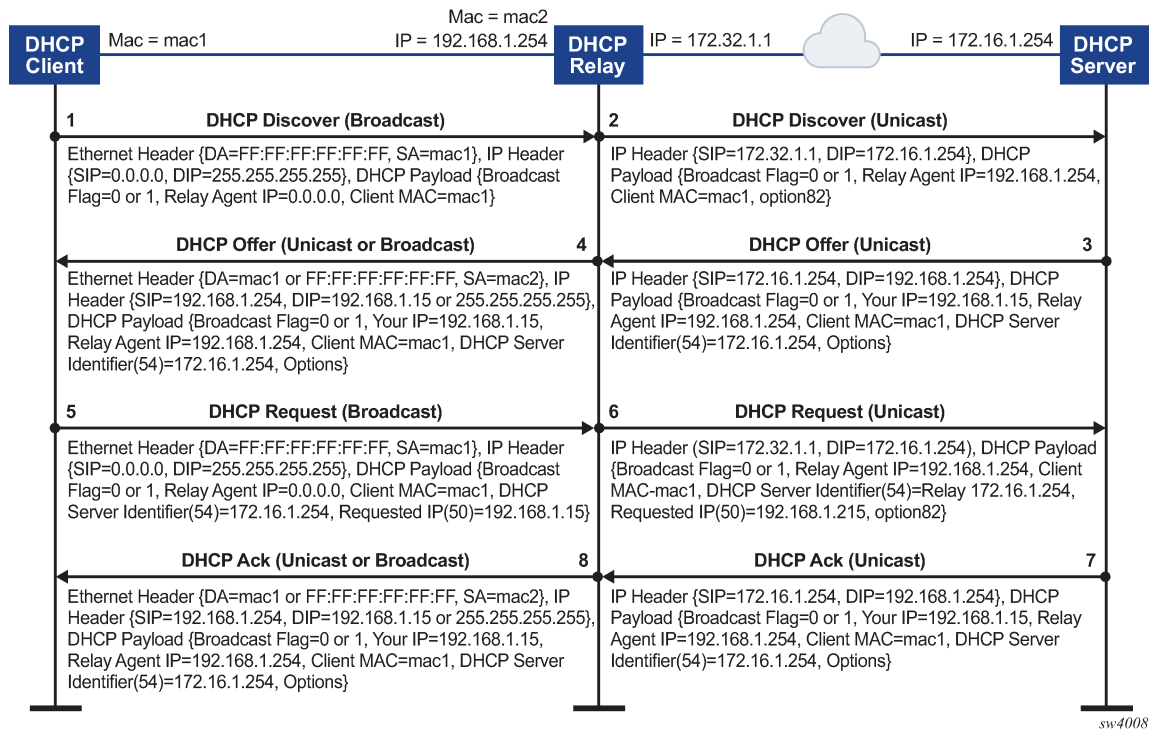 DHCP
Client
Mac = mac1
Mac = mac2
IP = 192.168.1.254
DHCP
Relay
IP = 172.32.1.1
IP = 172.16.1.254
DHCP
Server
1
DHCP Discover (Broadcast)
Ethernet Header {DA=FF:FF:FF:FF:FF:FF, SA=mac1}, IP Header
{SIP=0.0.0.0, DIP=255.255.255.255}, DHCP Payload {Broadcast
Flag=0 or 1, Relay Agent IP=0.0.0.0, Client MAC=mac1}
2
DHCP Discover (Unicast)
IP Header {SIP=172.32.1.1, DIP=172.16.1.254}, DHCP
Payload {Broadcast Flag=0 or 1, Relay Agent IP=192.168.1.254,
Client MAC=mac1, option82}
DHCP Offer (Unicast or Broadcast)
4
Ethernet Header {DA=mac1 or FF:FF:FF:FF:FF:FF, SA=mac2}, IP
Header {SIP=192.168.1.254, DIP=192.168.1.15 or 255.255.255.255},
DHCP Payload {Broadcast Flag=0 or 1, Your IP=192.168.1.15,
Relay Agent IP=192.168.1.254, Client MAC=mac1, DHCP Server
Identifier(54)=172.16.1.254, Options}
DHCP Offer (Unicast)
3
IP Header {SIP=172.16.1.254, DIP=192.168.1.254}, DHCP
Payload {Broadcast Flag=0 or 1, Your IP=192.168.1.15, Relay
Agent IP=192.168.1.254, Client MAC=mac1, DHCP Server
Identifier(54)=172.16.1.254, Options}
5
DHCP Request (Broadcast)
Ethernet Header {DA=FF:FF:FF:FF:FF:FF, SA=mac1}, IP Header
{SIP=0.0.0.0, DIP=255.255.255.255}, DHCP Payload {Broadcast
Flag=0 or 1, Relay Agent IP=0.0.0.0, Client MAC=mac1, DHCP
Server Identifier(54)=172.16.1.254, Requested IP(50)=192.168.1.15}
6
DHCP Request (Unicast)
IP Header (SIP=172.32.1.1, DIP=172.16.1.254), DHCP Payload
{Broadcast Flag=0 or 1, Relay Agent IP=192.168.1.254, Client
MAC-mac1, DHCP Server Identifier(54)=Relay 172.16.1.254,
Requested IP(50)=192.168.1.215, option82}
DHCP Ack (Unicast or Broadcast)
8
Ethernet Header {DA=mac1 or FF:FF:FF:FF:FF:FF, SA=mac2}, IP
Header {SIP=192.168.1.254, DIP=192.168.1.15 or 255.255.255.255},
DHCP Payload {Broadcast Flag=0 or 1, Your IP=192.168.1.15,
Relay Agent IP=192.168.1.254, Client MAC=mac1, DHCP Server
Identifier(54)=172.16.1.254, Options}
DHCP Ack (Unicast)
7
IP Header {SIP=172.16.1.254, DIP=192.168.1.254}, DHCP
Payload {Broadcast Flag=0 or 1, Your IP=192.168.1.15, Relay
Agent IP=192.168.1.254, Client MAC=mac1, DHCP Server
Identifier(54)=172.16.1.254, Options}
sw4008